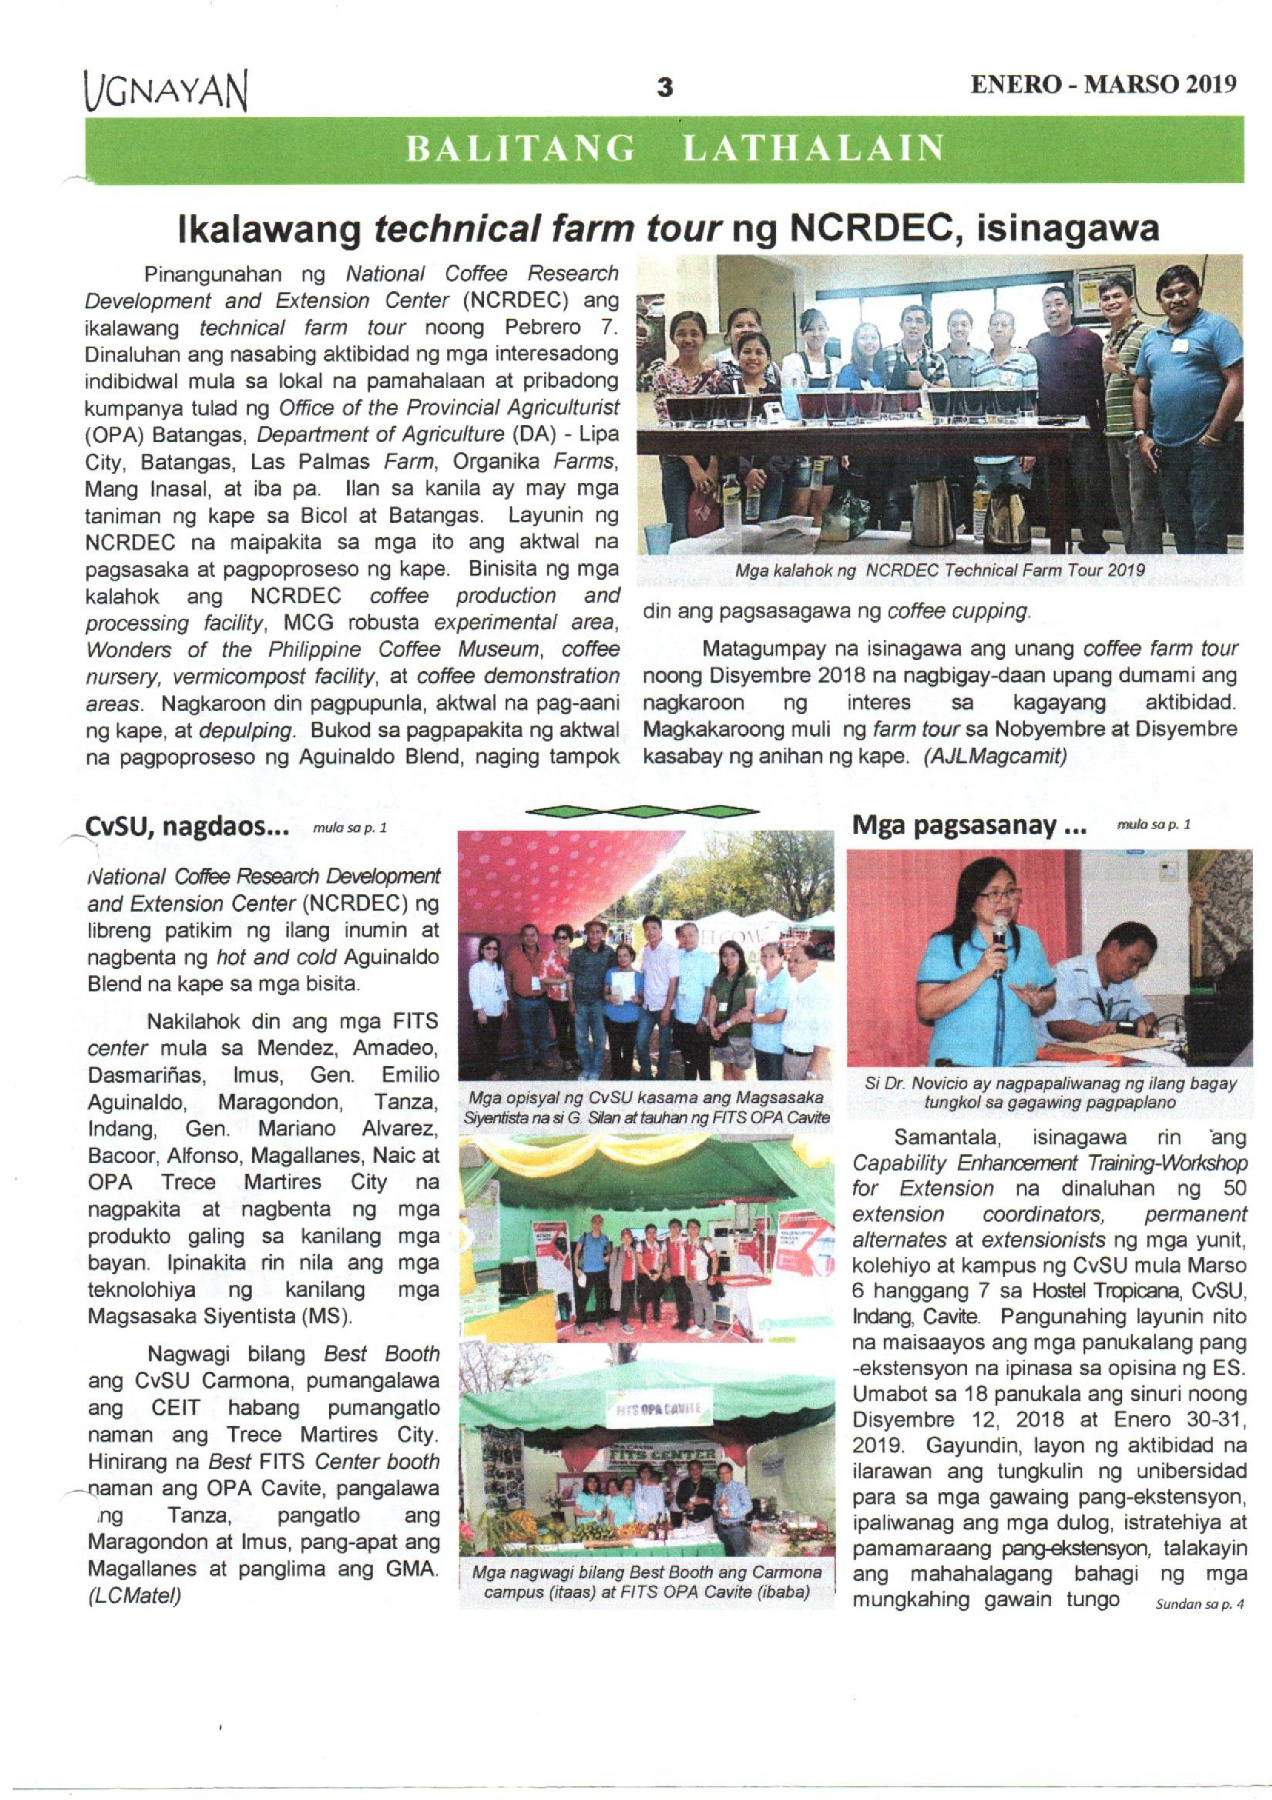 UGNAYAN
3
ENERO - MARSO 2019
BALITANG LATHALAIN
Ikalawang technical farm tour ng NCRDEC, isinagawa
Pinangunahan ng National Coffee Research
Development and Extension Center (NCRDEC) ang
ikalawang technical farm tour noong Pebrero 7.
Dinaluhan ang nasabing aktibidad ng mga interesadong
indibidwal mula sa lokal na pamahalaan at pribadong
kumpanya tulad ng Office of the Provincial Agriculturist
(OPA) Batangas, Department of Agriculture (DA) - Lipa
City, Batangas, Las Palmas Farm, Organika Farms,
Mang Inasal, at iba pa. Ilan sa kanila ay may mga
taniman ng kape sa Bicol at Batangas. Layunin ng
NCRDEC na maipakita sa mga ito ang aktwal na
pagsasaka at pagpoproseso ng kape. Binisita ng mga
kalahok ang NCRDEC coffee production and
processing facility, MCG robusta experimental area,
Wonders of the Philippine Coffee Museum, coffee
nursery, vermicompost facility, at coffee demonstration
areas. Nagkaroon din pagpupunla, aktwal na pag-aani
ng kape, at depulping. Bukod sa pagpapakita ng aktwal
na pagpoproseso ng Aguinaldo Blend, naging tampok
Mga kalahok ng NCRDEC Technical Farm Tour 2019
din ang pagsasagawa ng coffee cupping.
Matagumpay na isinagawa ang unang coffee farm tour
noong Disyembre 2018 na nagbigay-daan upang dumami ang
nagkaroon ng interes sa kagayang aktibidad.
Magkakaroong muli ng farm tour sa Nobyembre at Disyembre
kasabay ng anihan ng kape. (AJLMagcamit)
CvSU, nagdaos... mula sa p. 1
National Coffee Research Development
and Extension Center (NCRDEC) ng
libreng patikim ng ilang inumin at
nagbenta ng hot and cold Aguinaldo
Blend na kape sa mga bisita.
Nakilahok din ang mga FITS
center mula sa Mendez, Amadeo,
Dasmariñas, Imus, Gen. Emilio
Aguinaldo, Maragondon, Tanza,
Indang, Gen. Mariano Alvarez,
Bacoor, Alfonso, Magallanes, Naic at
OPA Trece Martires City na
nagpakita at nagbenta ng mga
produkto galing sa kanilang mga
bayan. Ipinakita rin nila ang mga
teknolohiya ng kanilang mga
Magsasaka Siyentista (MS).
Nagwagi bilang Best Booth
ang CvSU Carmona, pumangalawa
ang CEIT habang pumangatlo
naman ang Trece Martires City.
Hinirang na Best FITS Center booth
naman ang OPA Cavite, pangalawa
ng Tanza, pangatlo ang
Maragondon at Imus, pang-apat ang
Magallanes at panglima ang GMA.
(LCMatel)
Mga opisyal ng CvSU kasama ang Magsasaka
Siyentista na si G. Silan at tauhan ng FITS OPA Cavite
FITS OPA CAVITE
FITS CENTER
Mga nagwagi bilang Best Booth ang Carmona
campus (itaas) at FITS OPA Cavite (ibaba)
Mga pagsasanay ... mula sa p. 1
Si Dr. Novicio ay nagpapaliwanag ng ilang bagay
tungkol sa gagawing pagpaplano
Samantala, isinagawa rin ang
Capability Enhancement Training-Workshop
for Extension na dinaluhan ng 50
extension coordinators, permanent
alternates at extensionists ng mga yunit,
kolehiyo at kampus ng CvSU mula Marso
6 hanggang 7 sa Hostel Tropicana, CvSU,
Indang, Cavite. Pangunahing layunin nito
na maisaayos ang mga panukalang pang
-ekstensyon na ipinasa sa opisina ng ES.
Umabot sa 18 panukala ang sinuri noong
Disyembre 12, 2018 at Enero 30-31,
2019. Gayundin, layon ng aktibidad na
ilarawan ang tungkulin ng unibersidad
para sa mga gawaing pang-ekstensyon,
ipaliwanag ang mga dulog, istratehiya at
pamamaraang pang-ekstensyon, talakayin
ang mahahalagang bahagi ng mga
mungkahing gawain tungo Sundan sa p. 4